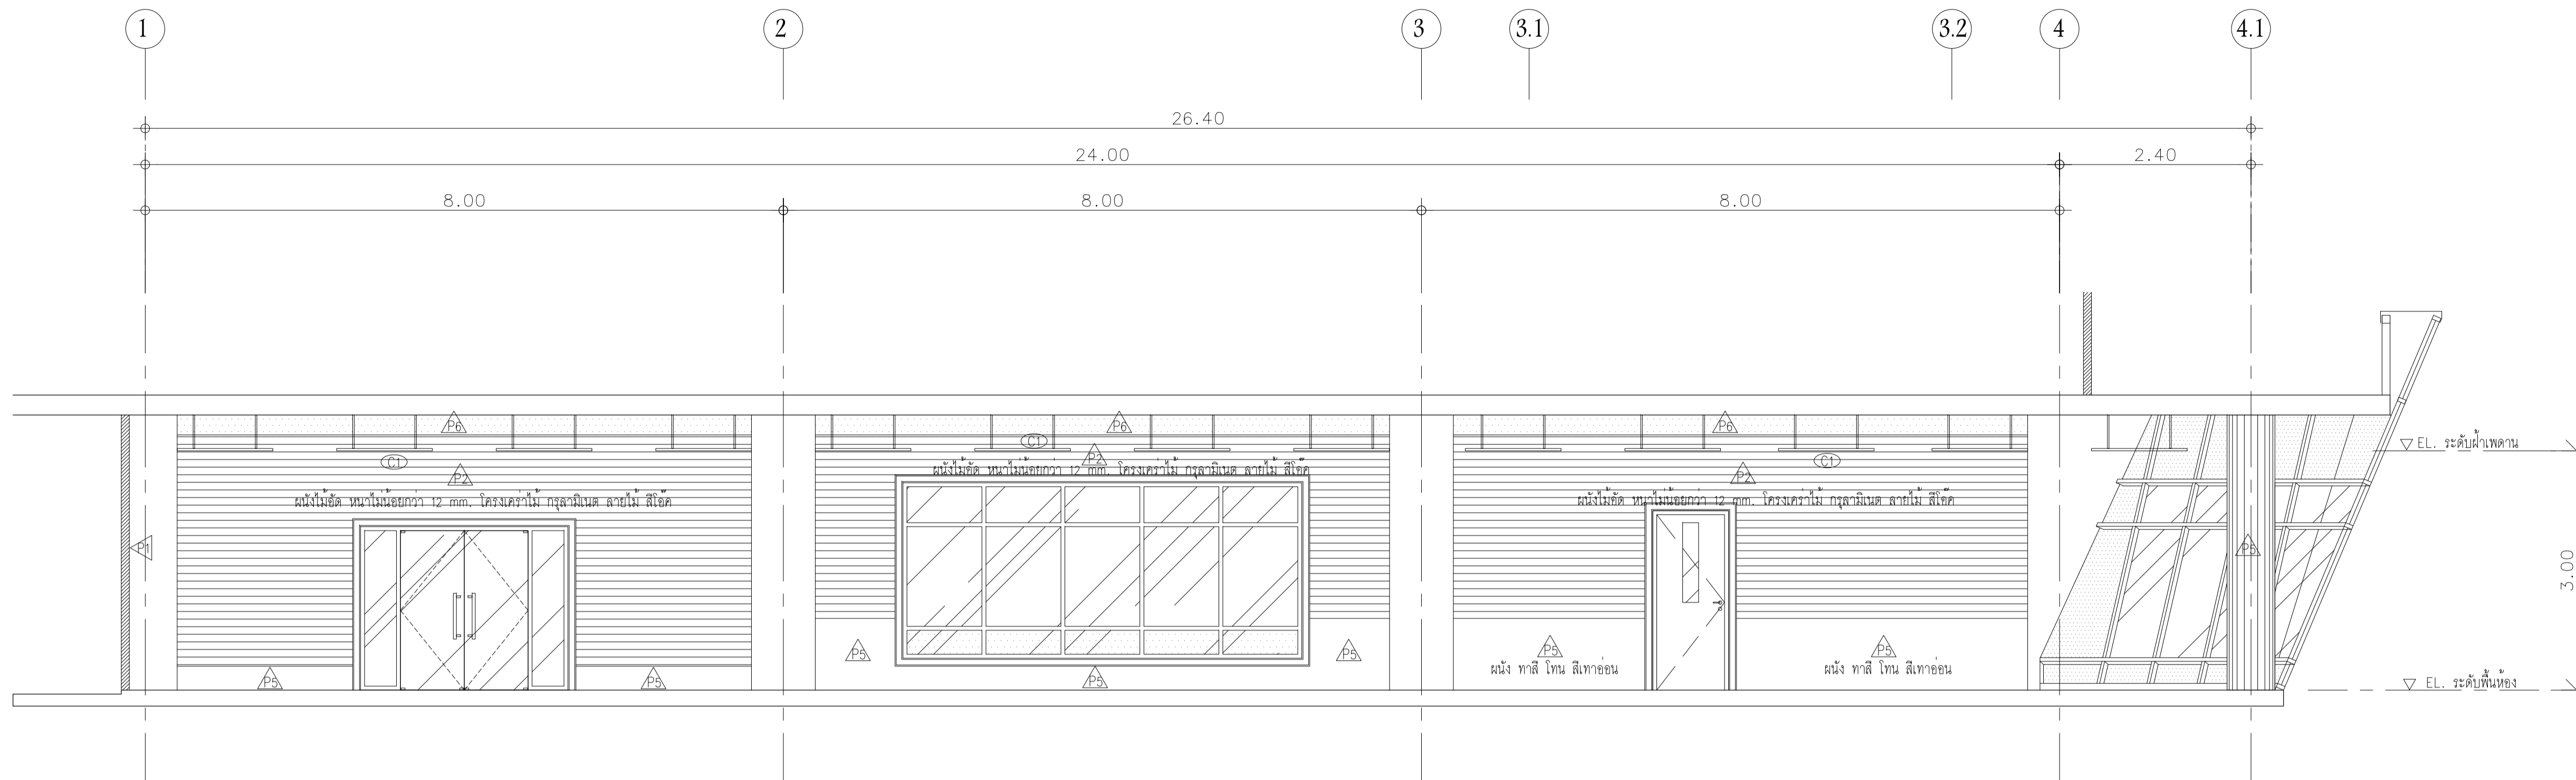 1 2 3 3.1 3.2 4 4.1
26.40
24.00 2.40
8.00 8.00 8.00
P6 P6 P6
C1
EL. ระดับฝ้าเพดาน
P2
C1 C1
ผนังไม้อัด หนาไม่น้อยกว่า 12 mm. โครงเคร่าไม้ กรุลามิเนต ลายไม้ สีโอ๊ค
P2 P2
ผนังไม้อัด หนาไม่น้อยกว่า 12 mm. โครงเคร่าไม้ กรุลามิเนต ลายไม้ สีโอ๊ค
ผนังไม้อัด หนาไม่น้อยกว่า 12 mm. โครงเคร่าไม้ กรุลามิเนต ลายไม้ สีโอ๊ค
P1 P5
3.00
P5 P5 P5 P5
ผนัง ทาสี โทน สีเทาอ่อน ผนัง ทาสี โทน สีเทาอ่อน
P5 P5 P5
EL. ระดับพื้นห้อง